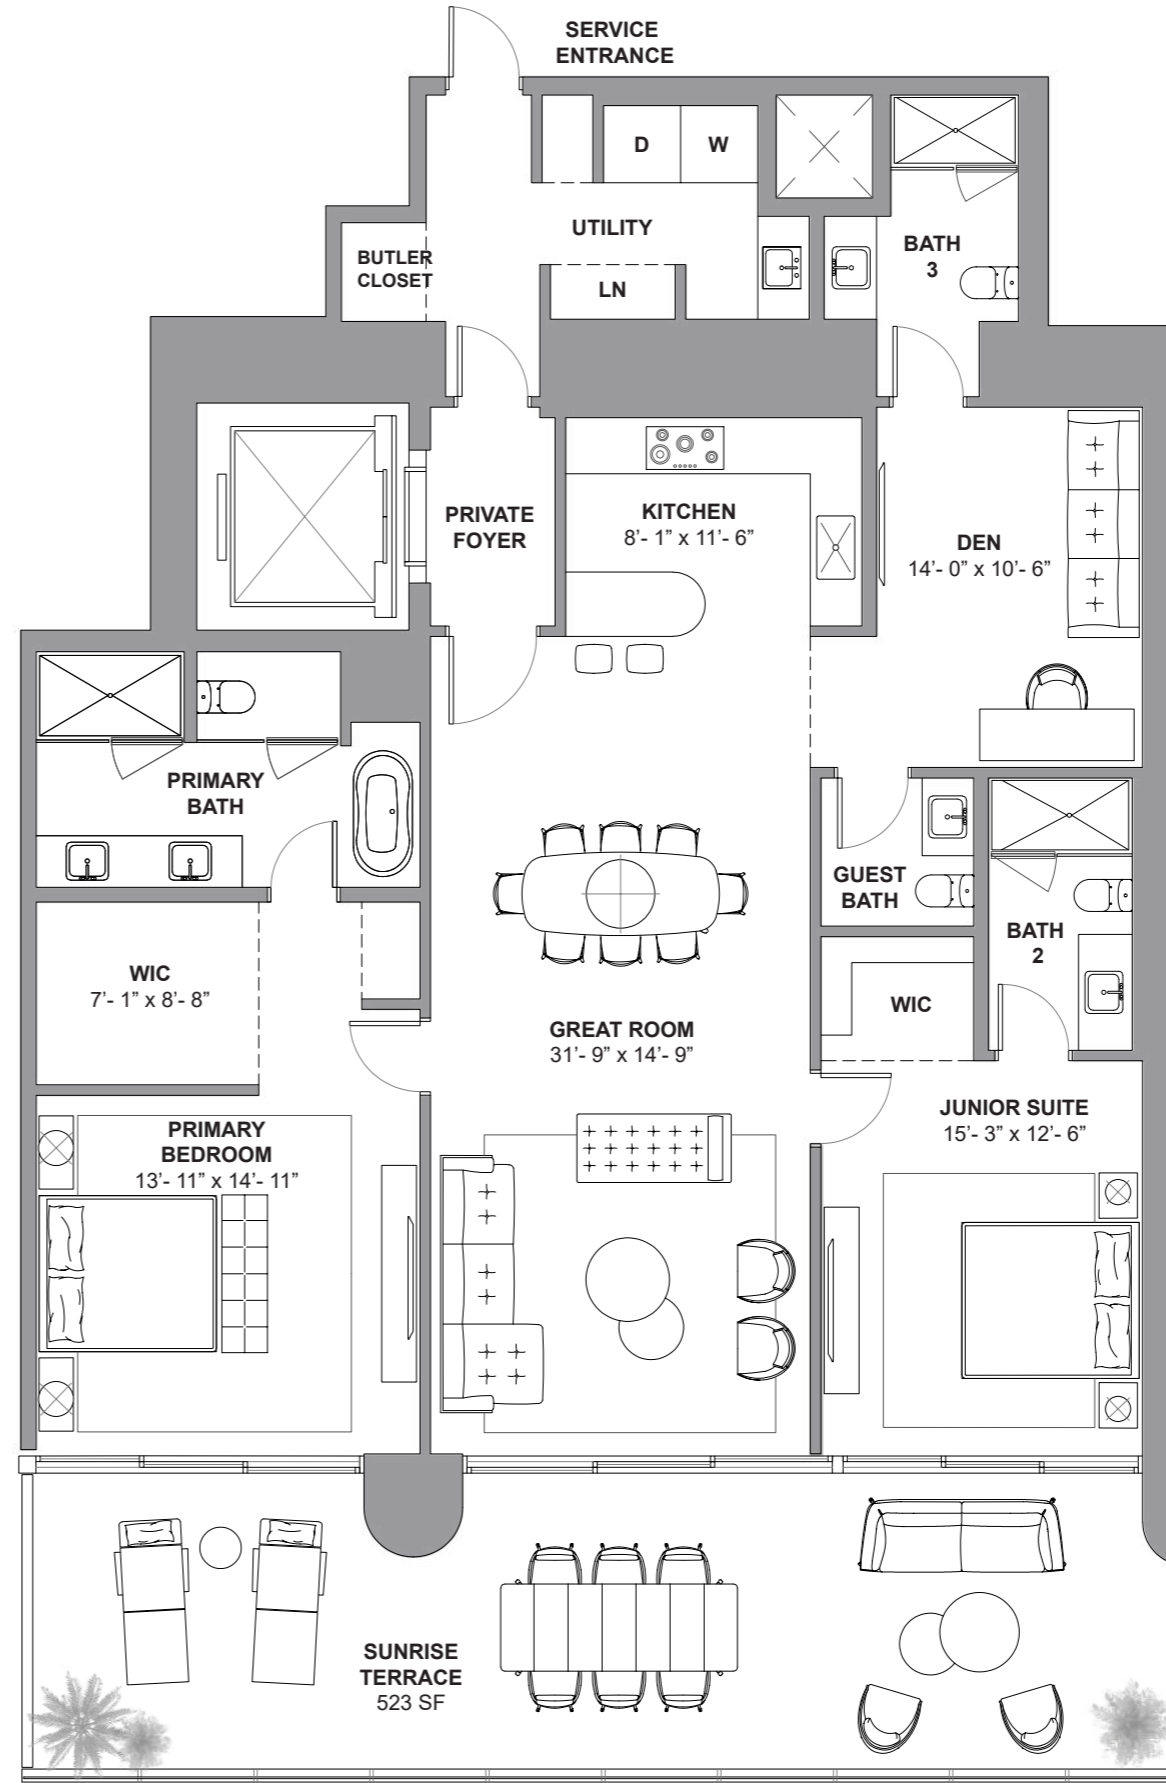 SERVICE
ENTRANCE
D
W
UTILITY
BUTLER
CLOSET
LN
BATH
3
PRIVATE
FOYER
KITCHEN
8’- 1” x 11’- 6”
DEN
14’- 0” x 10’- 6”
PRIMARY
BATH
GUEST
BATH
BATH
2
WIC
7’- 1” x 8’- 8”
WIC
GREAT ROOM
31’- 9” x 14’- 9”
JUNIOR SUITE
15’- 3” x 12’- 6”
PRIMARY
BEDROOM
13’- 11” x 14’- 11”
SUNRISE
TERRACE
523 SF